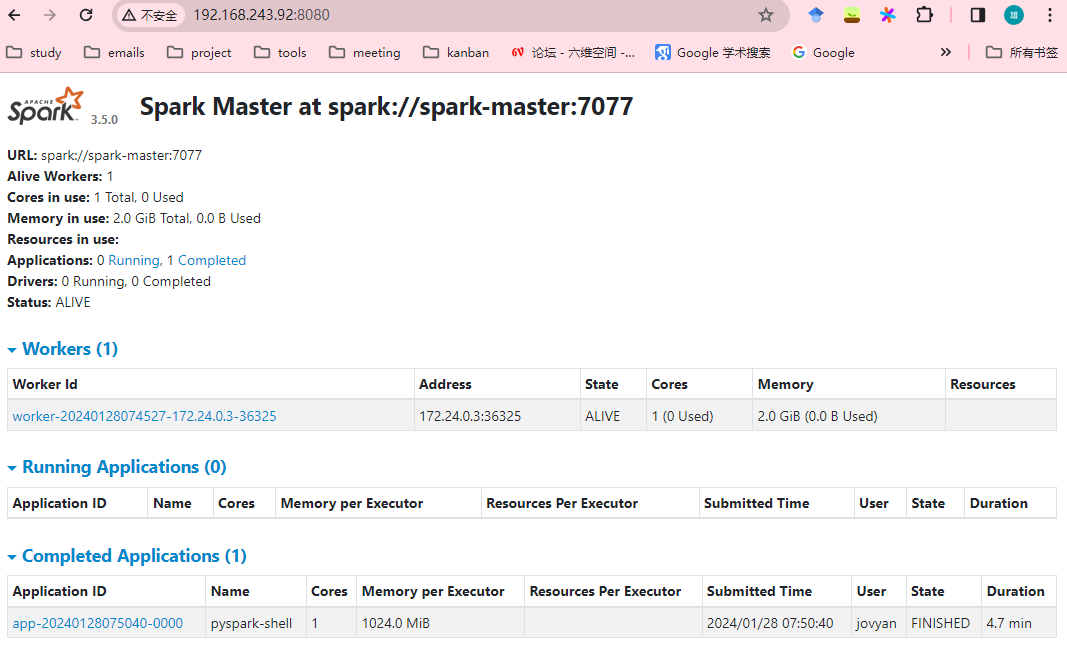 不安全 192.168.243.92:8080 雄
study emails project tools meeting kanban 6V 论坛 - 六维空间 -... Google 学术搜索 G Google » 所有书签
APACHE Spark 3.5.0 Spark Master at spark://spark-master:7077
URL: spark://spark-master:7077
Alive Workers: 1
Cores in use: 1 Total, 0 Used
Memory in use: 2.0 GiB Total, 0.0 B Used
Resources in use:
Applications: 0 Running, 1 Completed
Drivers: 0 Running, 0 Completed
Status: ALIVE
Workers (1)
Worker Id Address State Cores Memory Resources
worker-20240128074527-172.24.0.3-36325 172.24.0.3:36325 ALIVE 1 (0 Used) 2.0 GiB (0.0 B Used)
Running Applications (0)
Application ID Name Cores Memory per Executor Resources Per Executor Submitted Time User State Duration
Completed Applications (1)
Application ID Name Cores Memory per Executor Resources Per Executor Submitted Time User State Duration
app-20240128075040-0000 pyspark-shell 1 1024.0 MiB 2024/01/28 07:50:40 jovyan FINISHED 4.7 min